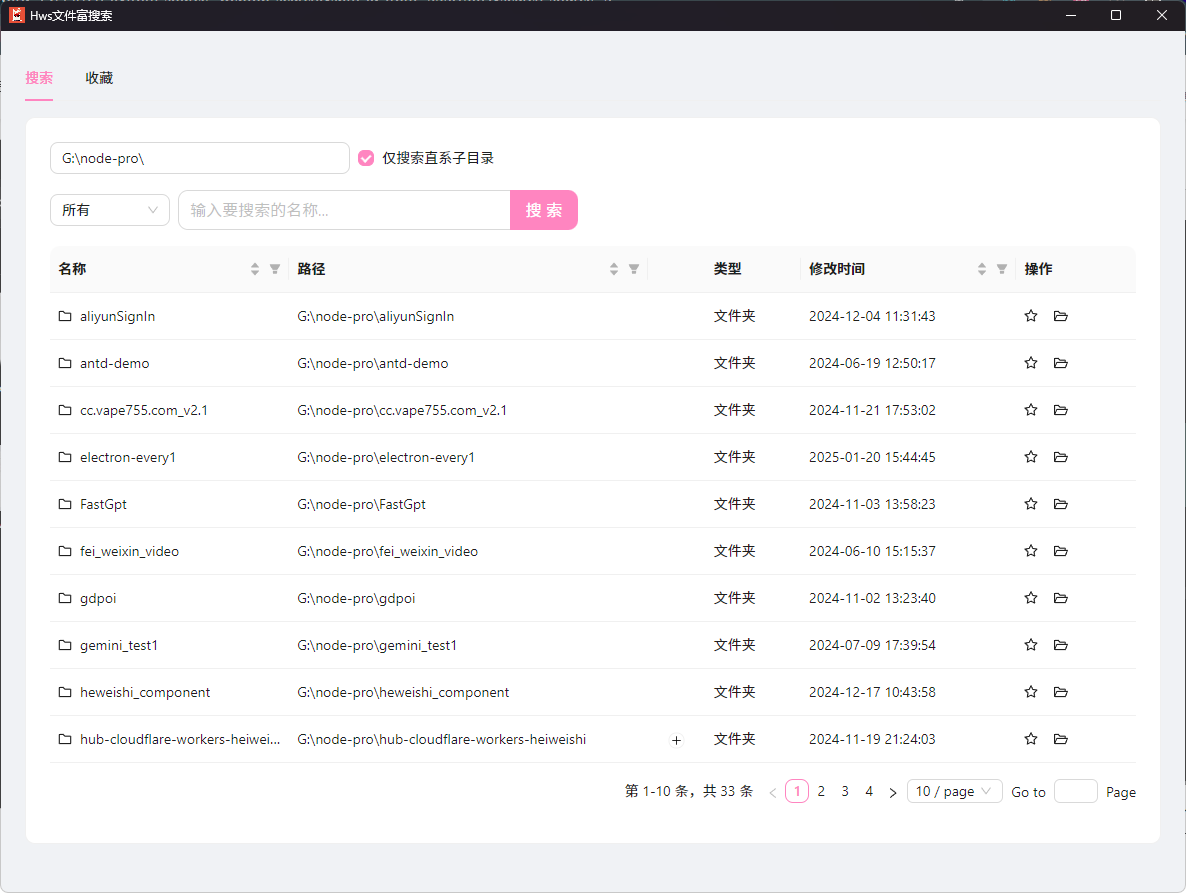 Hws文件富搜索
搜索 收藏
G:\node-pro\ 仅搜索直系子目录
所有 输入要搜索的名称... 搜 索
名称 路径 类型 修改时间 操作
aliyunSignIn G:\node-pro\aliyunSignIn 文件夹 2024-12-04 11:31:43
antd-demo G:\node-pro\antd-demo 文件夹 2024-06-19 12:50:17
cc.vape755.com_v2.1 G:\node-pro\cc.vape755.com_v2.1 文件夹 2024-11-21 17:53:02
electron-every1 G:\node-pro\electron-every1 文件夹 2025-01-20 15:44:45
FastGpt G:\node-pro\FastGpt 文件夹 2024-11-03 13:58:23
fei_weixin_video G:\node-pro\fei_weixin_video 文件夹 2024-06-10 15:15:37
gdpoi G:\node-pro\gdpoi 文件夹 2024-11-02 13:23:40
gemini_test1 G:\node-pro\gemini_test1 文件夹 2024-07-09 17:39:54
heweishi_component G:\node-pro\heweishi_component 文件夹 2024-12-17 10:43:58
hub-cloudflare-workers-heiwei... G:\node-pro\hub-cloudflare-workers-heiweishi 文件夹 2024-11-19 21:24:03
第 1-10 条，共 33 条 < 1 2 3 4 > 10 / page Go to Page